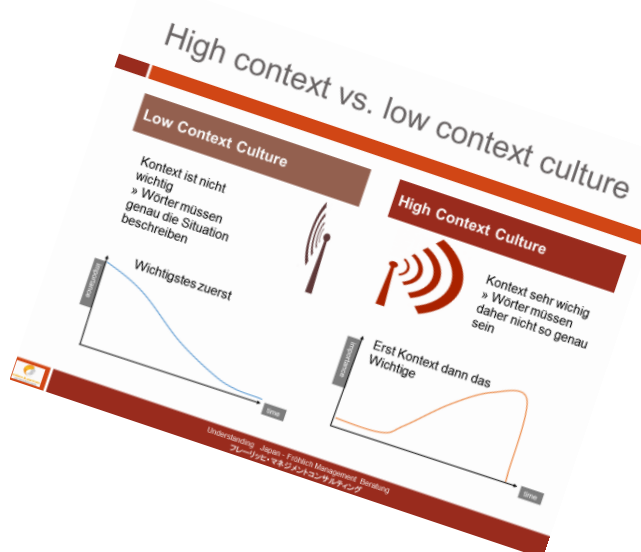 High context vs. low context culture
Low Context Culture
Kontext ist nicht
wichtig
» Wörter müssen
genau die Situation
beschreiben
Wichtigstes zuerst
importance
time
High Context Culture
Kontext sehr wichig
» Wörter müssen
daher nicht so genau
sein
Erst Kontext dann das
Wichtige
importance
time
Understanding Japan - Fröhlich Management Beratung
フレーリッヒ・マネジメントコンサルティング